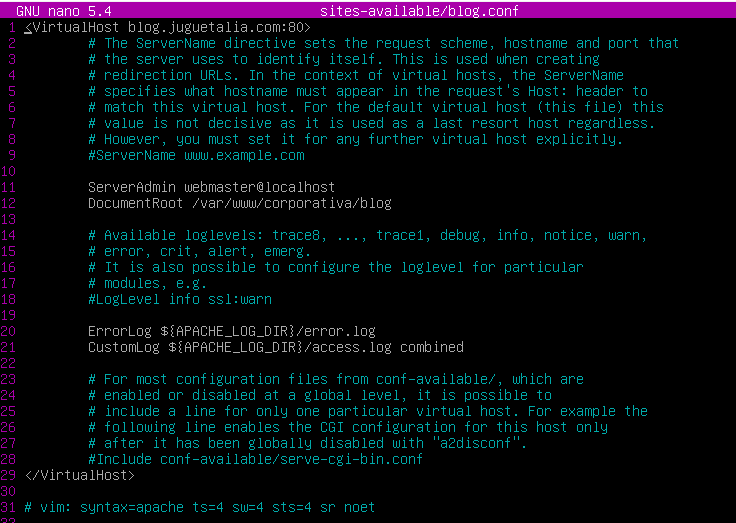 GNU nano 5.4 sites-available/blog.conf
1 <VirtualHost blog.juguetalia.com:80>
2 # The ServerName directive sets the request scheme, hostname and port that
3 # the server uses to identify itself. This is used when creating
4 # redirection URLs. In the context of virtual hosts, the ServerName
5 # specifies what hostname must appear in the request's Host: header to
6 # match this virtual host. For the default virtual host (this file) this
7 # value is not decisive as it is used as a last resort host regardless.
8 # However, you must set it for any further virtual host explicitly.
9 #ServerName www.example.com
10
11 ServerAdmin webmaster@localhost
12 DocumentRoot /var/www/corporativa/blog
13
14 # Available loglevels: trace8, ..., trace1, debug, info, notice, warn,
15 # error, crit, alert, emerg.
16 # It is also possible to configure the loglevel for particular
17 # modules, e.g.
18 #LogLevel info ssl:warn
19
20 ErrorLog ${APACHE_LOG_DIR}/error.log
21 CustomLog ${APACHE_LOG_DIR}/access.log combined
22
23 # For most configuration files from conf-available/, which are
24 # enabled or disabled at a global level, it is possible to
25 # include a line for only one particular virtual host. For example the
26 # following line enables the CGI configuration for this host only
27 # after it has been globally disabled with "a2disconf".
28 #Include conf-available/serve-cgi-bin.conf
29 </VirtualHost>
30
31 # vim: syntax=apache ts=4 sw=4 sts=4 sr noet